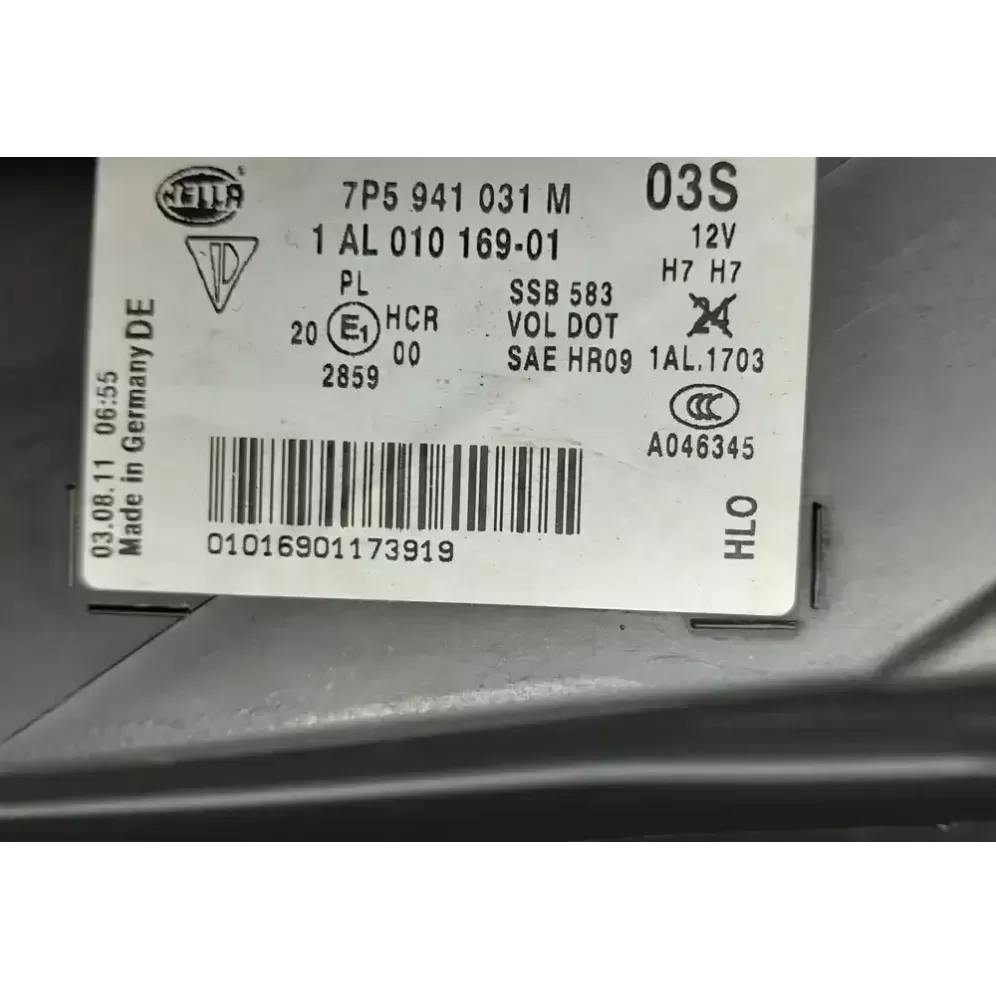 HELLA
7P5 941 031 M
03S
1 AL 010 169-01
12V
H7 H7
PL
20 E1 HCR
00
2859
SSB 583
VOL DOT
SAE HR09
24
1AL.1703
CCC
A046345
HLO
03.08.11 06:55
Made in Germany DE
01016901173919